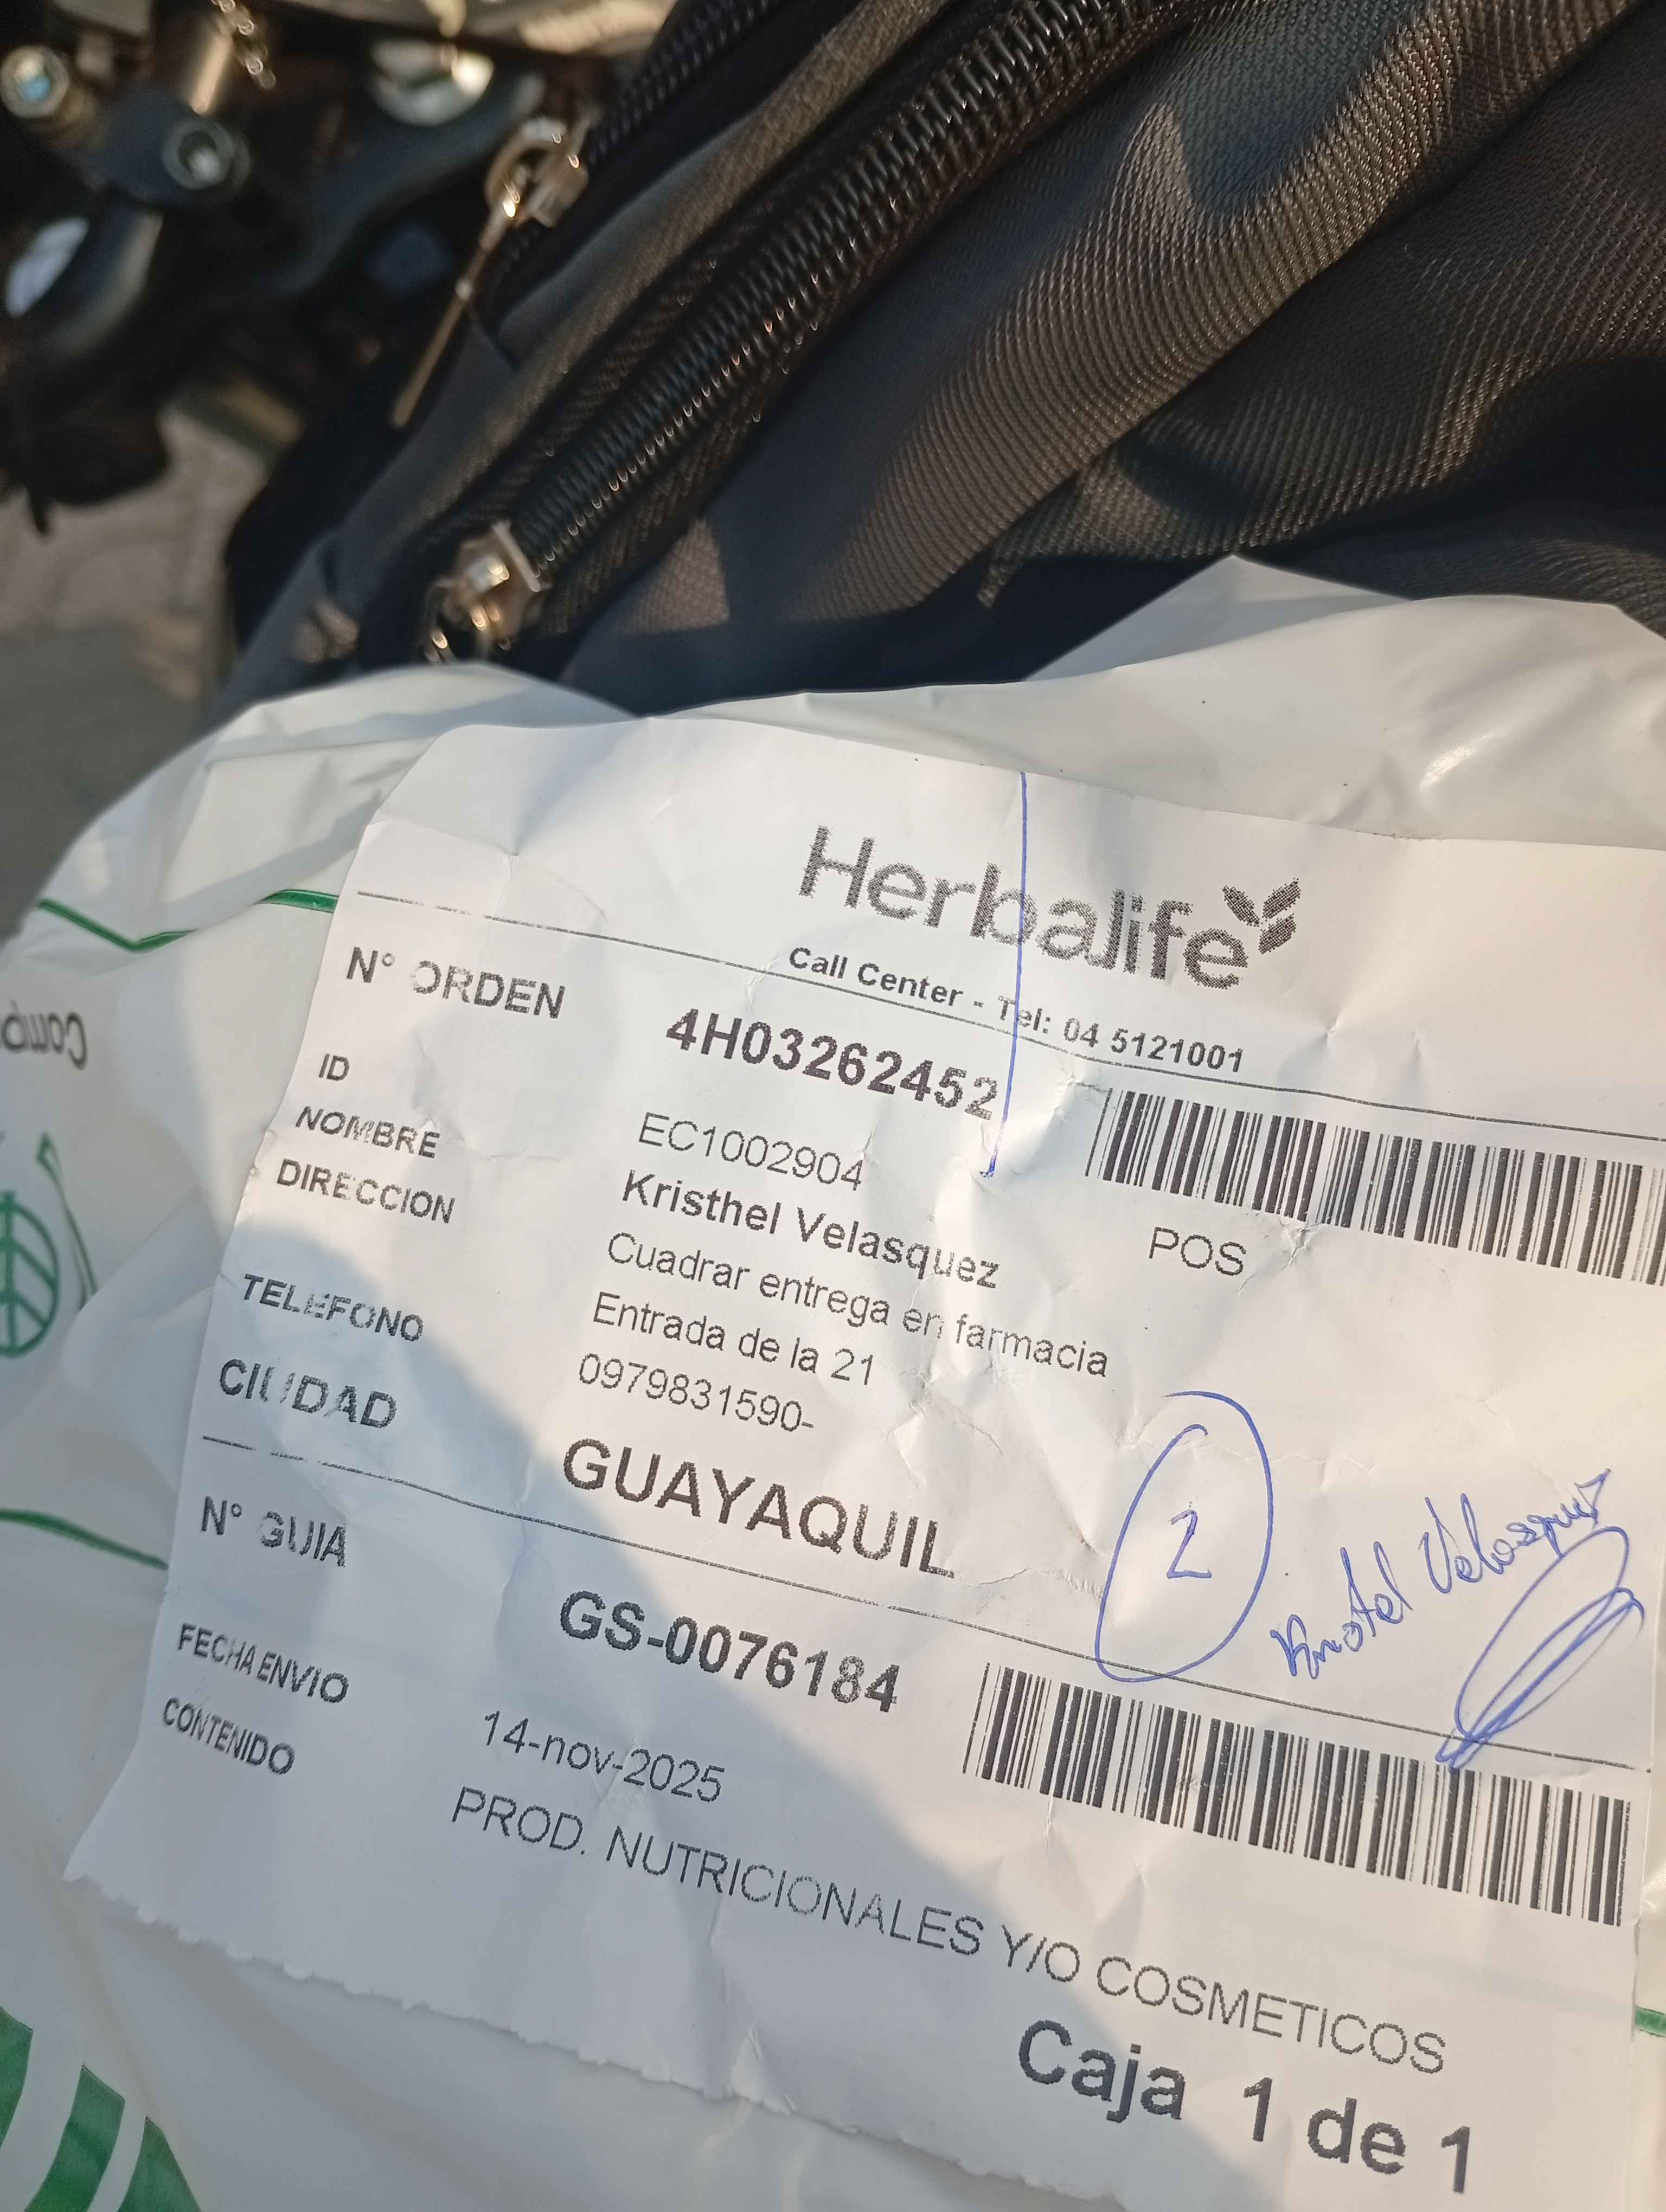 Herbalife
Call Center - Tel: 04 5121001
N° ORDEN 4H03262452
ID EC1002904
NOMBRE Kristhel Velasquez POS
DIRECCION Cuadrar entrega en farmacia
Entrada de la 21
TELEFONO 0979831590-
CIUDAD GUAYAQUIL
2
Velasquez
N° GUIA GS-0076184
FECHA ENVIO 14-nov-2025
CONTENIDO PROD. NUTRICIONALES Y/O COSMETICOS
Caja 1 de 1